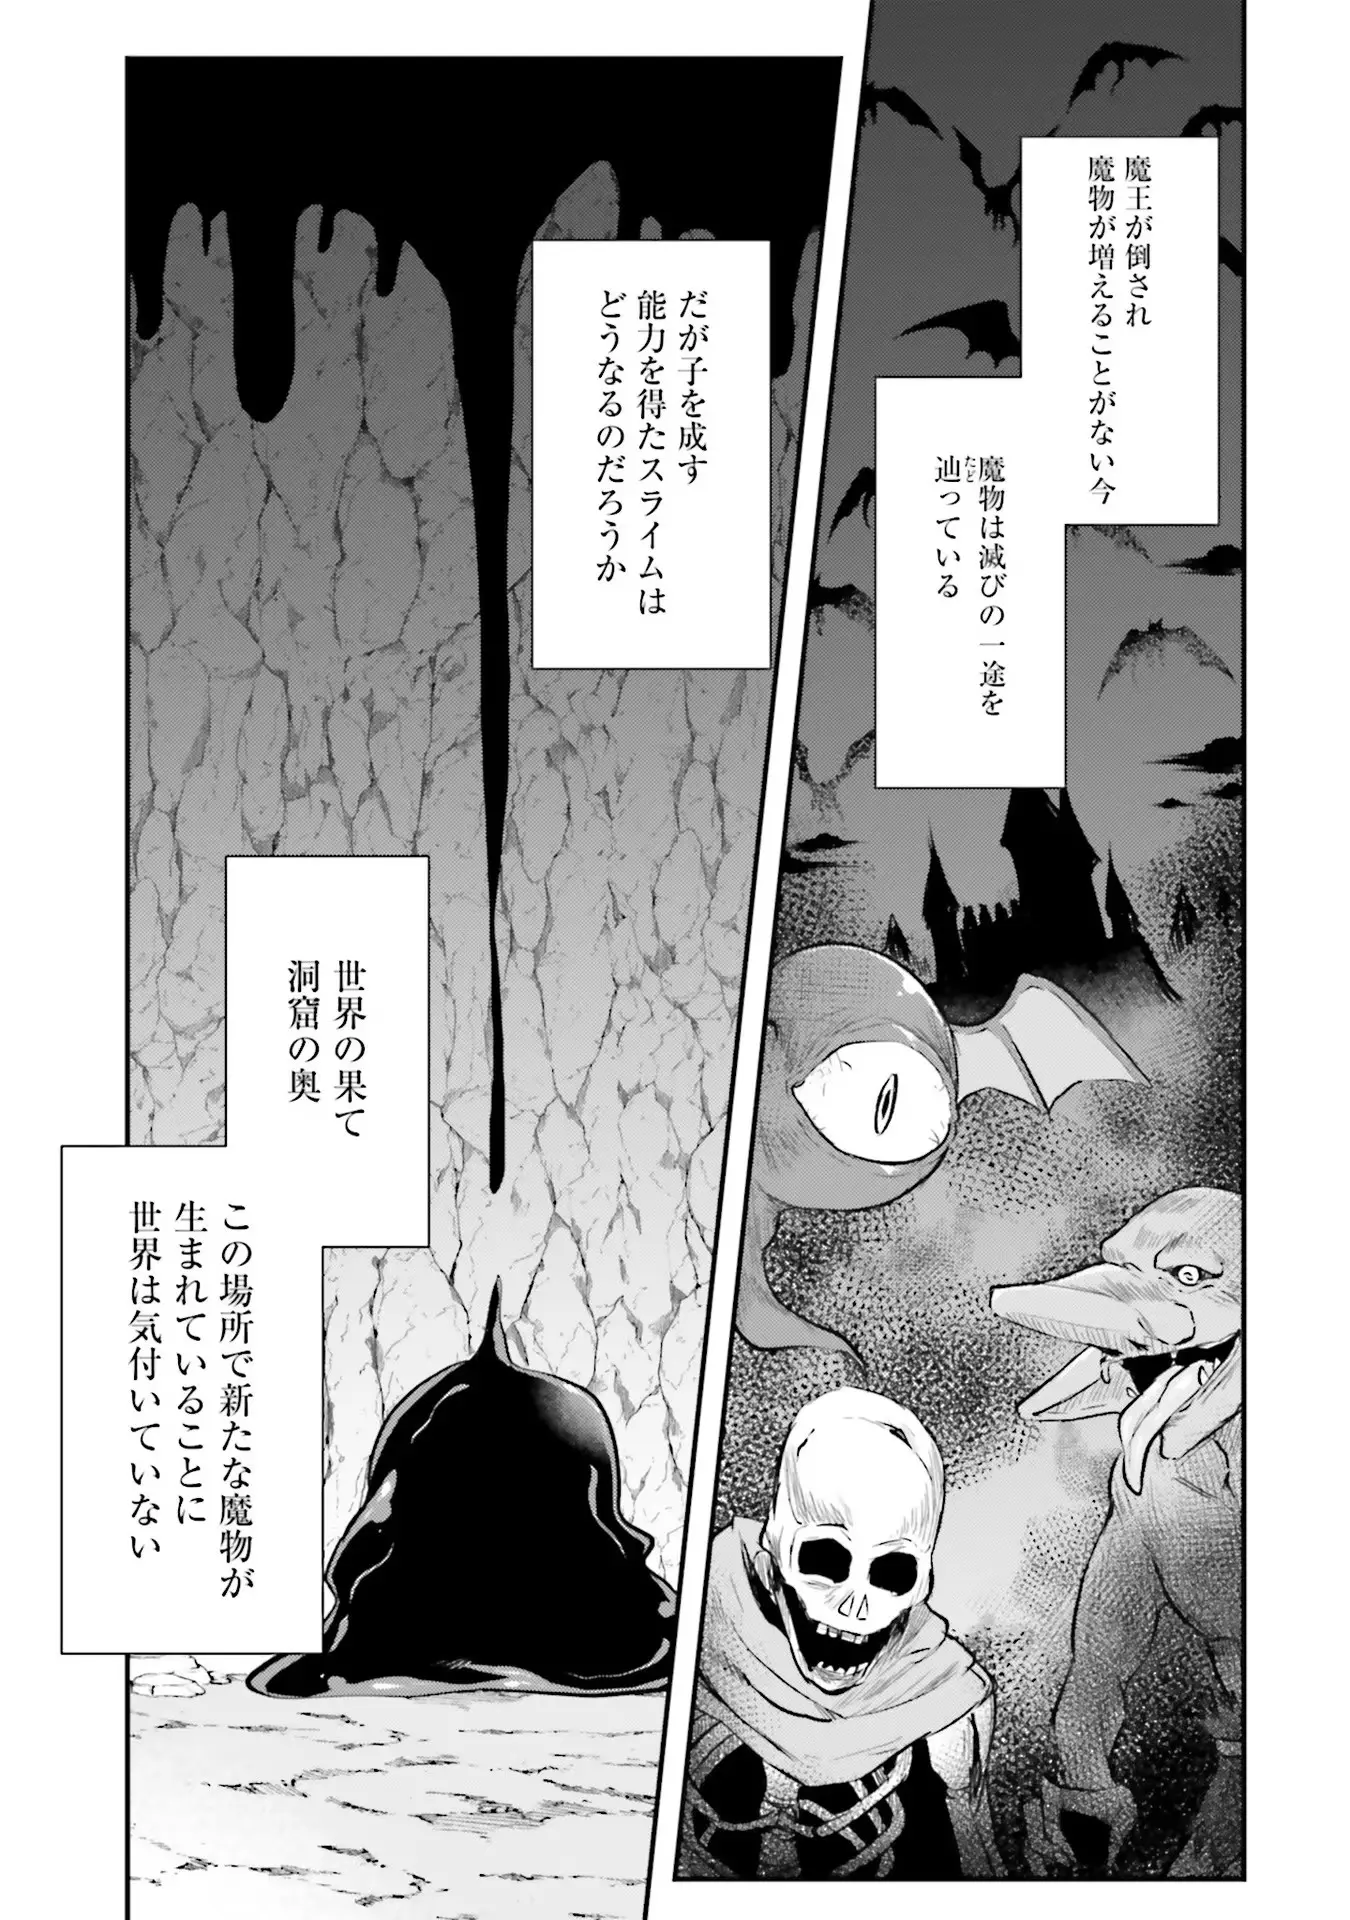 魔王が倒され
魔物が増えることがない今
魔物は滅びの一途を
辿っている
たど
だが子を成す
能力を得たスライムは
どうなるのだろうか
世界の果て
洞窟の奥
この場所で新たな魔物が
生まれていることに
世界は気付いていない